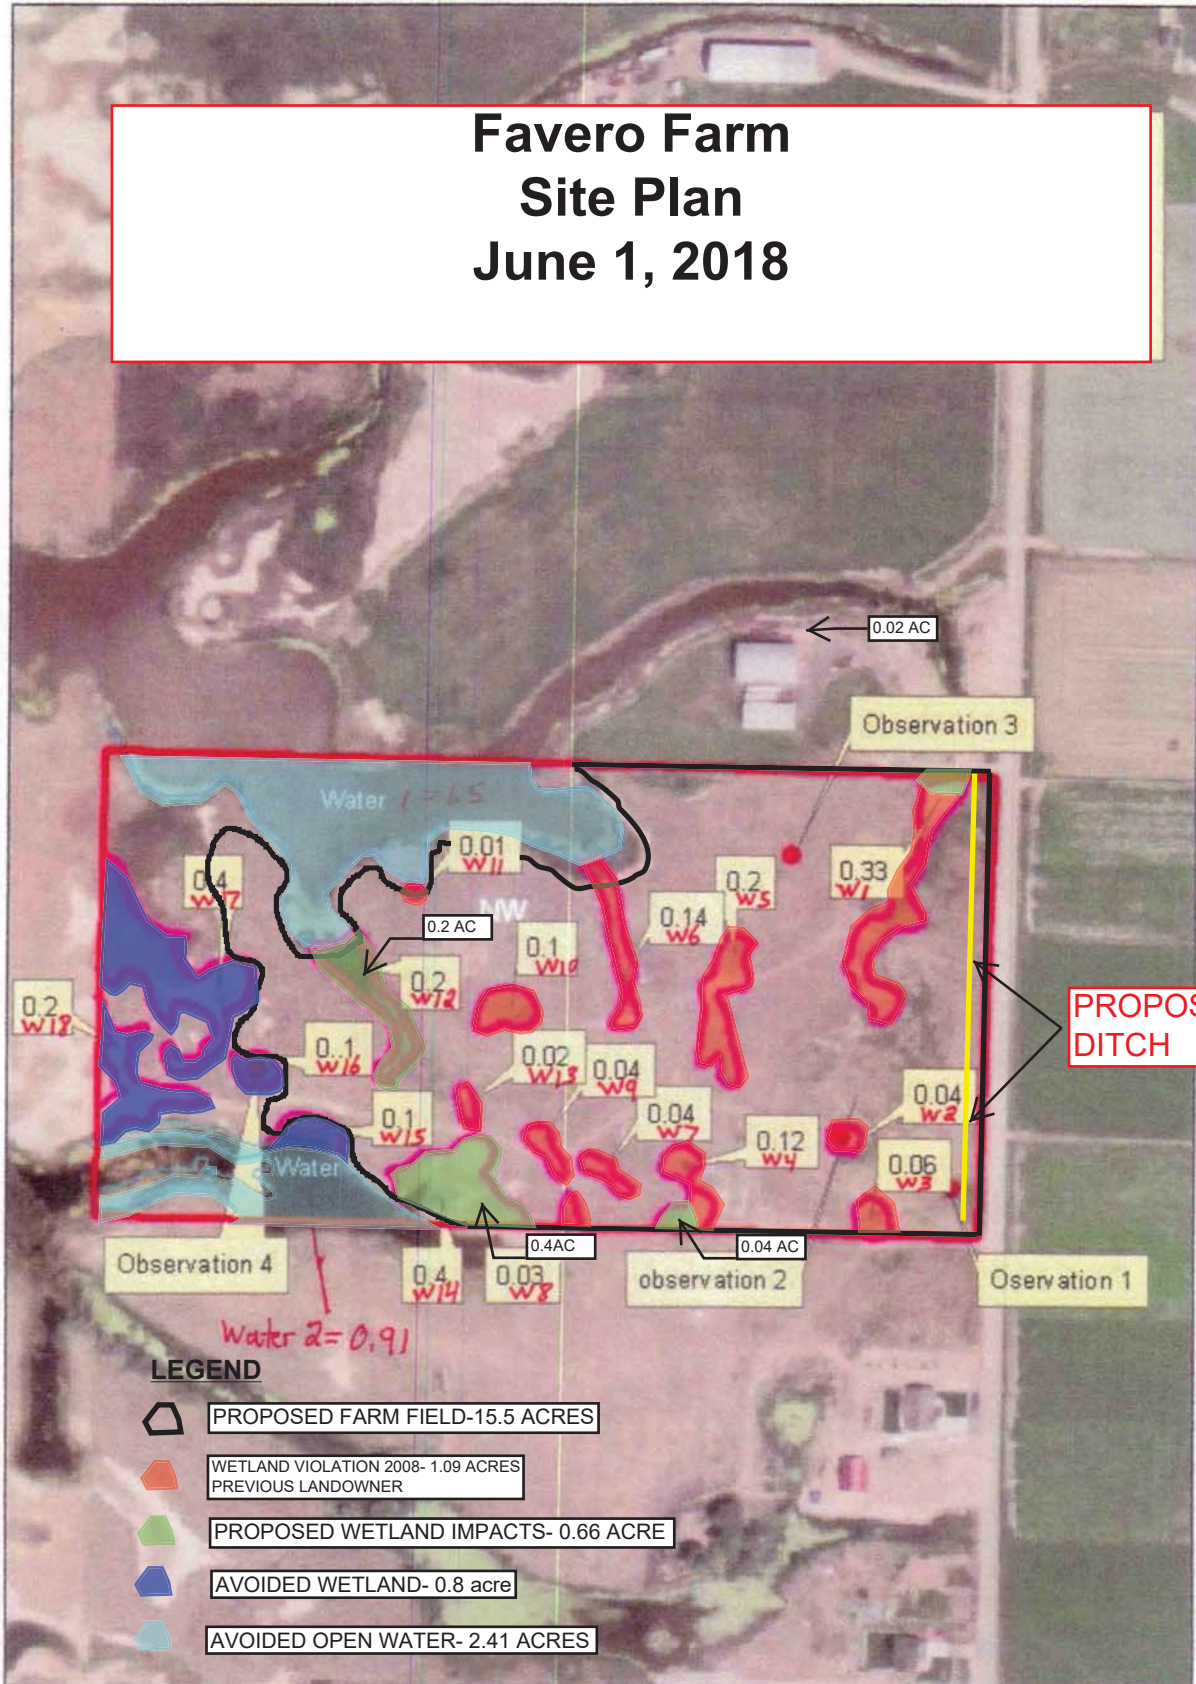 Favero Farm
Site Plan
June 1, 2018
0.02 AC
Observation 3
Water 1 = 1.5
0.01
W11
0.4
W17
0.2
W5
0.33
W1
NW
0.14
W6
0.2 AC
0.1
W10
0.2
W12
0.2
W18
PROPOS
DITCH
0.1
W16
0.02
W13
0.04
W9
0.04
W2
0.1
W15
0.04
W7
0.12
W4
0.06
W3
Water
0.4AC
0.04 AC
Observation 4
0.4
W14
0.03
W8
observation 2
Oservation 1
Water 2 = 0.91
LEGEND
PROPOSED FARM FIELD-15.5 ACRES
WETLAND VIOLATION 2008- 1.09 ACRES
PREVIOUS LANDOWNER
PROPOSED WETLAND IMPACTS- 0.66 ACRE
AVOIDED WETLAND- 0.8 acre
AVOIDED OPEN WATER- 2.41 ACRES